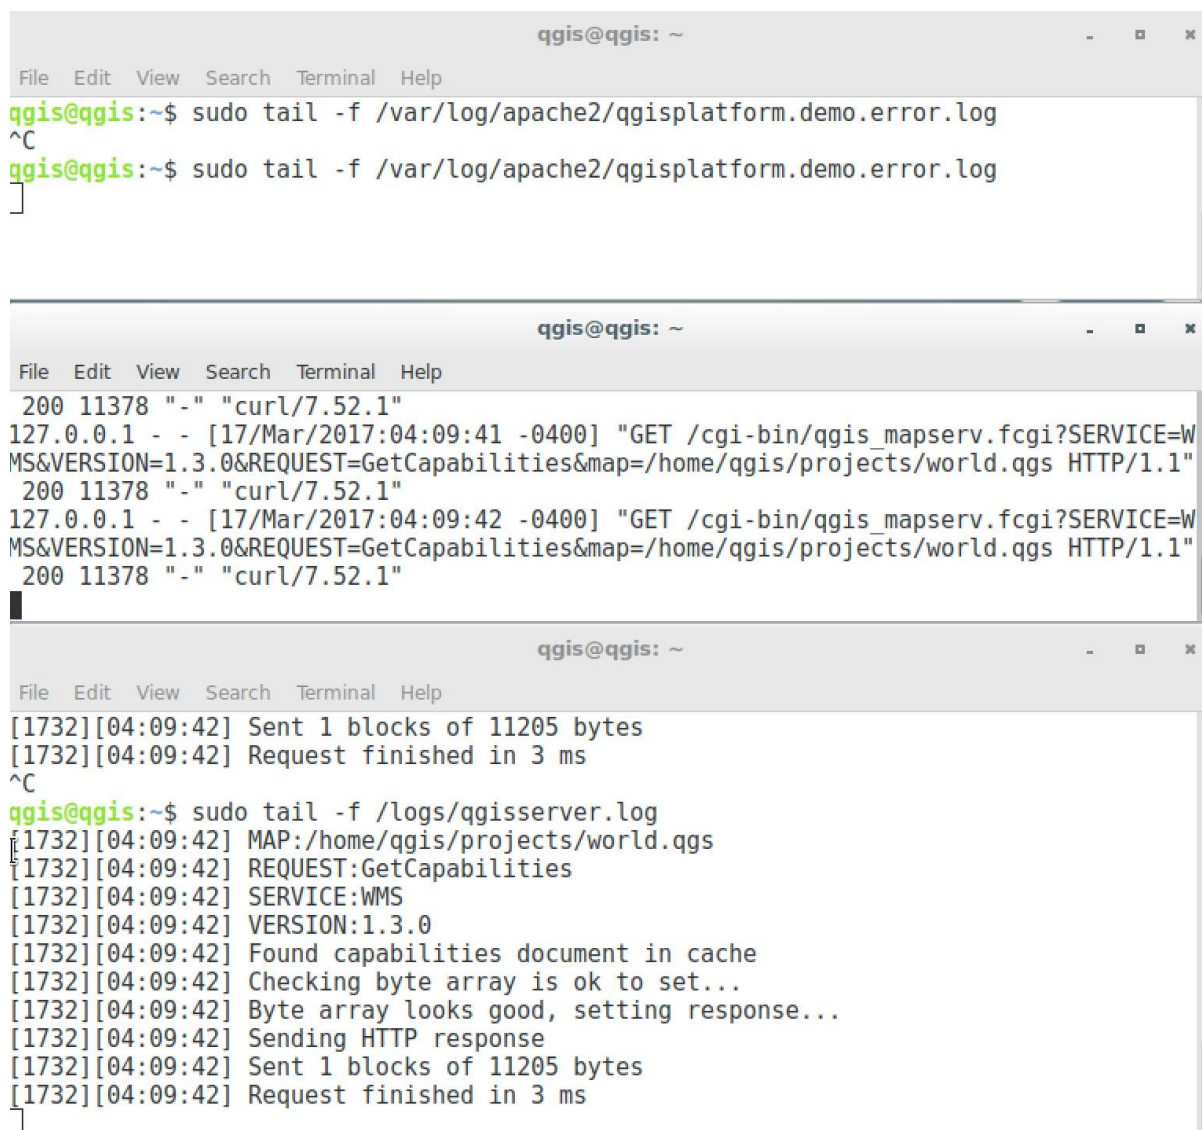 qgis@qgis: ~
File Edit View Search Terminal Help
qgis@qgis:~$ sudo tail -f /var/log/apache2/qgisplatform.demo.error.log
^C
qgis@qgis:~$ sudo tail -f /var/log/apache2/qgisplatform.demo.error.log
qgis@qgis: ~
File Edit View Search Terminal Help
200 11378 "-" "curl/7.52.1"
127.0.0.1 - - [17/Mar/2017:04:09:41 -0400] "GET /cgi-bin/qgis_mapserv.fcgi?SERVICE=W
MS&VERSION=1.3.0&REQUEST=GetCapabilities&map=/home/qgis/projects/world.qgs HTTP/1.1"
200 11378 "-" "curl/7.52.1"
127.0.0.1 - - [17/Mar/2017:04:09:42 -0400] "GET /cgi-bin/qgis_mapserv.fcgi?SERVICE=W
MS&VERSION=1.3.0&REQUEST=GetCapabilities&map=/home/qgis/projects/world.qgs HTTP/1.1"
200 11378 "-" "curl/7.52.1"
qgis@qgis: ~
File Edit View Search Terminal Help
[1732][04:09:42] Sent 1 blocks of 11205 bytes
[1732][04:09:42] Request finished in 3 ms
^C
qgis@qgis:~$ sudo tail -f /logs/qgisserver.log
[1732][04:09:42] MAP:/home/qgis/projects/world.qgs
[1732][04:09:42] REQUEST:GetCapabilities
[1732][04:09:42] SERVICE:WMS
[1732][04:09:42] VERSION:1.3.0
[1732][04:09:42] Found capabilities document in cache
[1732][04:09:42] Checking byte array is ok to set...
[1732][04:09:42] Byte array looks good, setting response...
[1732][04:09:42] Sending HTTP response
[1732][04:09:42] Sent 1 blocks of 11205 bytes
[1732][04:09:42] Request finished in 3 ms